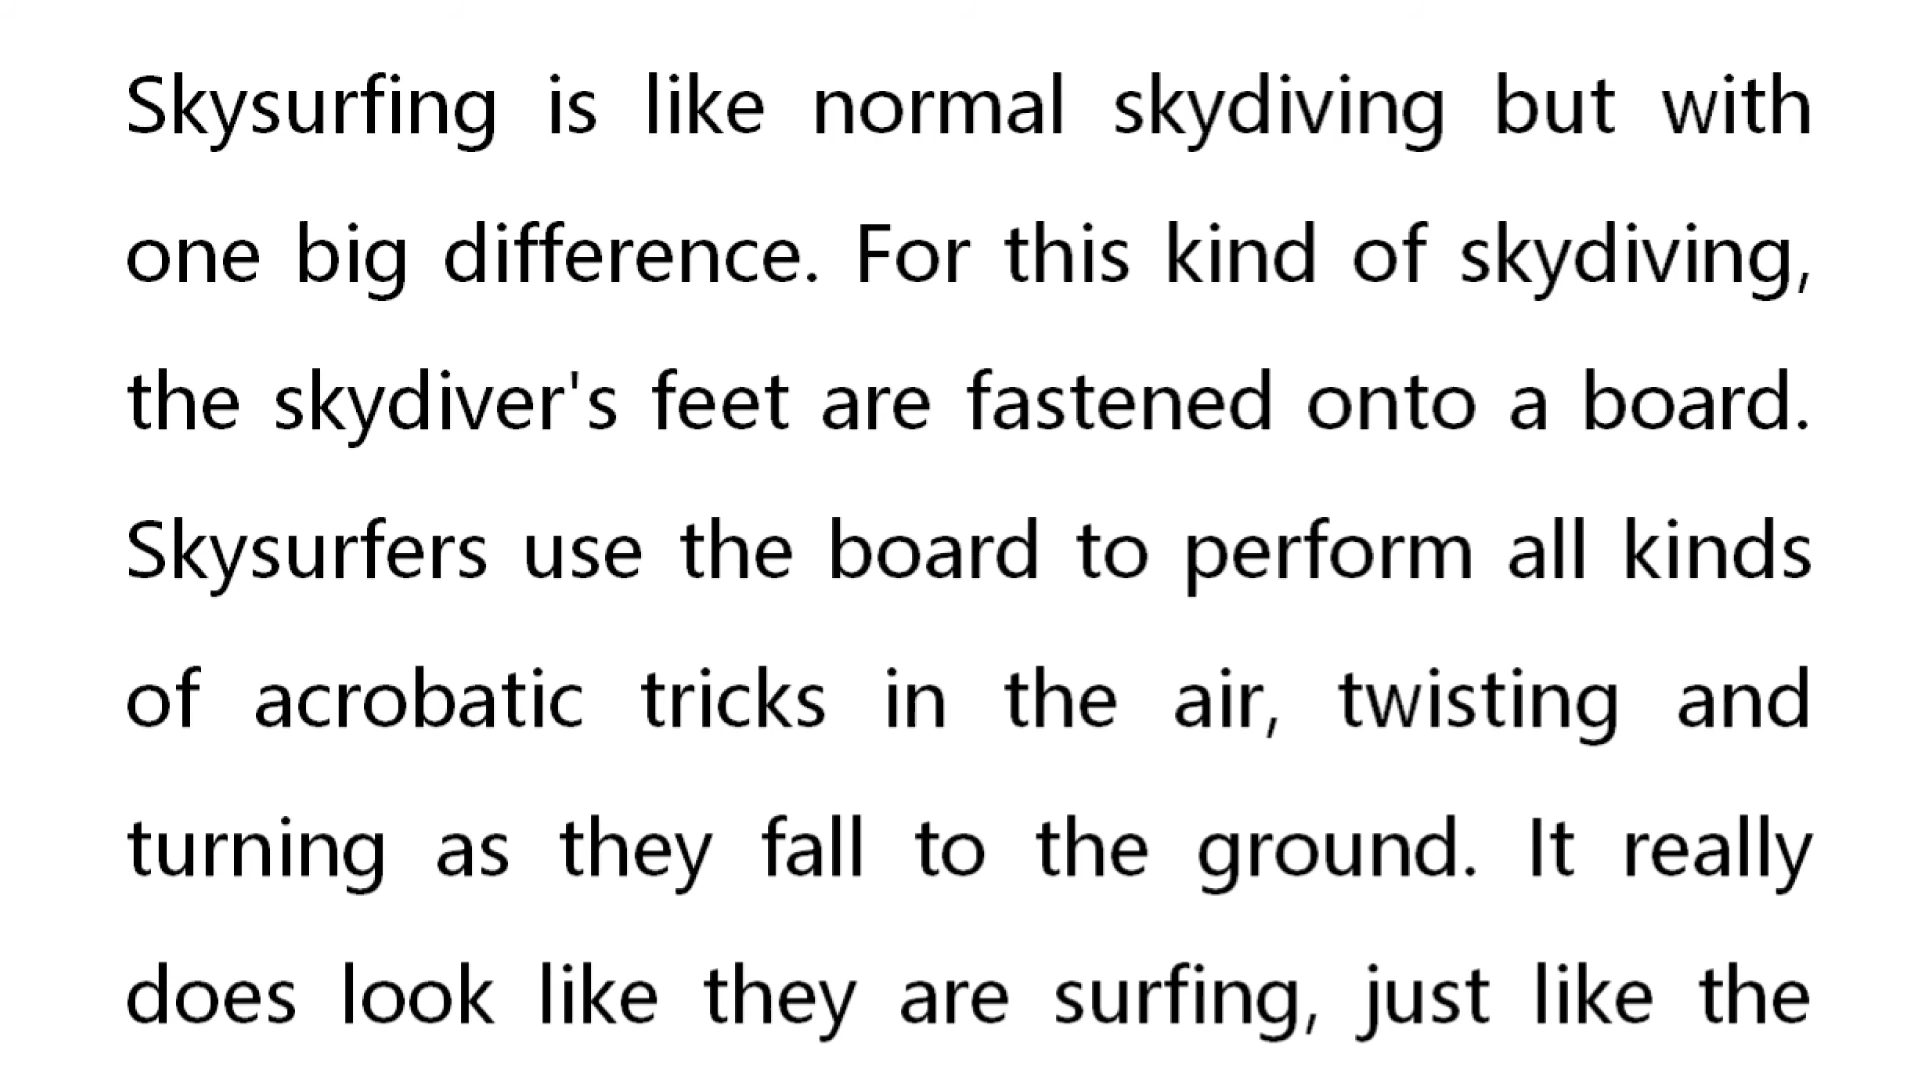 Skysurfing is like normal skydiving but with
one big difference. For this kind of skydiving,
the skydiver's feet are fastened onto a board.
Skysurfers use the board to perform all kinds
of acrobatic tricks in the air, twisting and
turning as they fall to the ground. It really
does look like they are surfing, just like the